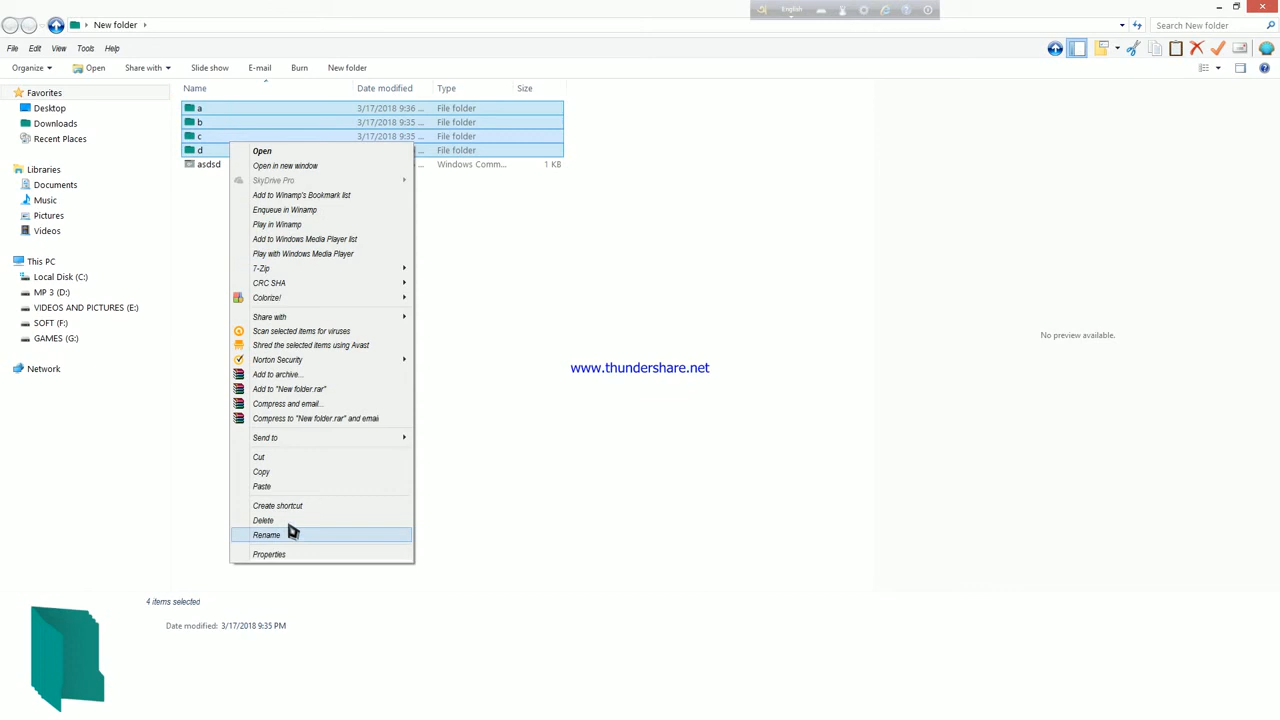 English
New folder
Search New folder
File Edit View Tools Help
Organize Open Share with Slide show E-mail Burn New folder
Name Date modified Type Size
Favorites
Desktop
Downloads
Recent Places
Libraries
Documents
Music
Pictures
Videos
This PC
Local Disk (C:)
MP 3 (D:)
VIDEOS AND PICTURES (E:)
SOFT (F:)
GAMES (G:)
Network
a 3/17/2018 9:36 ... File folder
b 3/17/2018 9:35 ... File folder
c 3/17/2018 9:35 ... File folder
d ... File folder
asdsd ... Windows Comm... 1 KB
Open
Open in new window
SkyDrive Pro
Add to Winamp's Bookmark list
Enqueue in Winamp
Play in Winamp
Add to Windows Media Player list
Play with Windows Media Player
7-Zip
CRC SHA
Colorize!
Share with
Scan selected items for viruses
Shred the selected items using Avast
Norton Security
Add to archive...
Add to "New folder.rar"
Compress and email...
Compress to "New folder.rar" and email
Send to
Cut
Copy
Paste
Create shortcut
Delete
Rename
Properties
No preview available.
www.thundershare.net
4 items selected
Date modified: 3/17/2018 9:35 PM